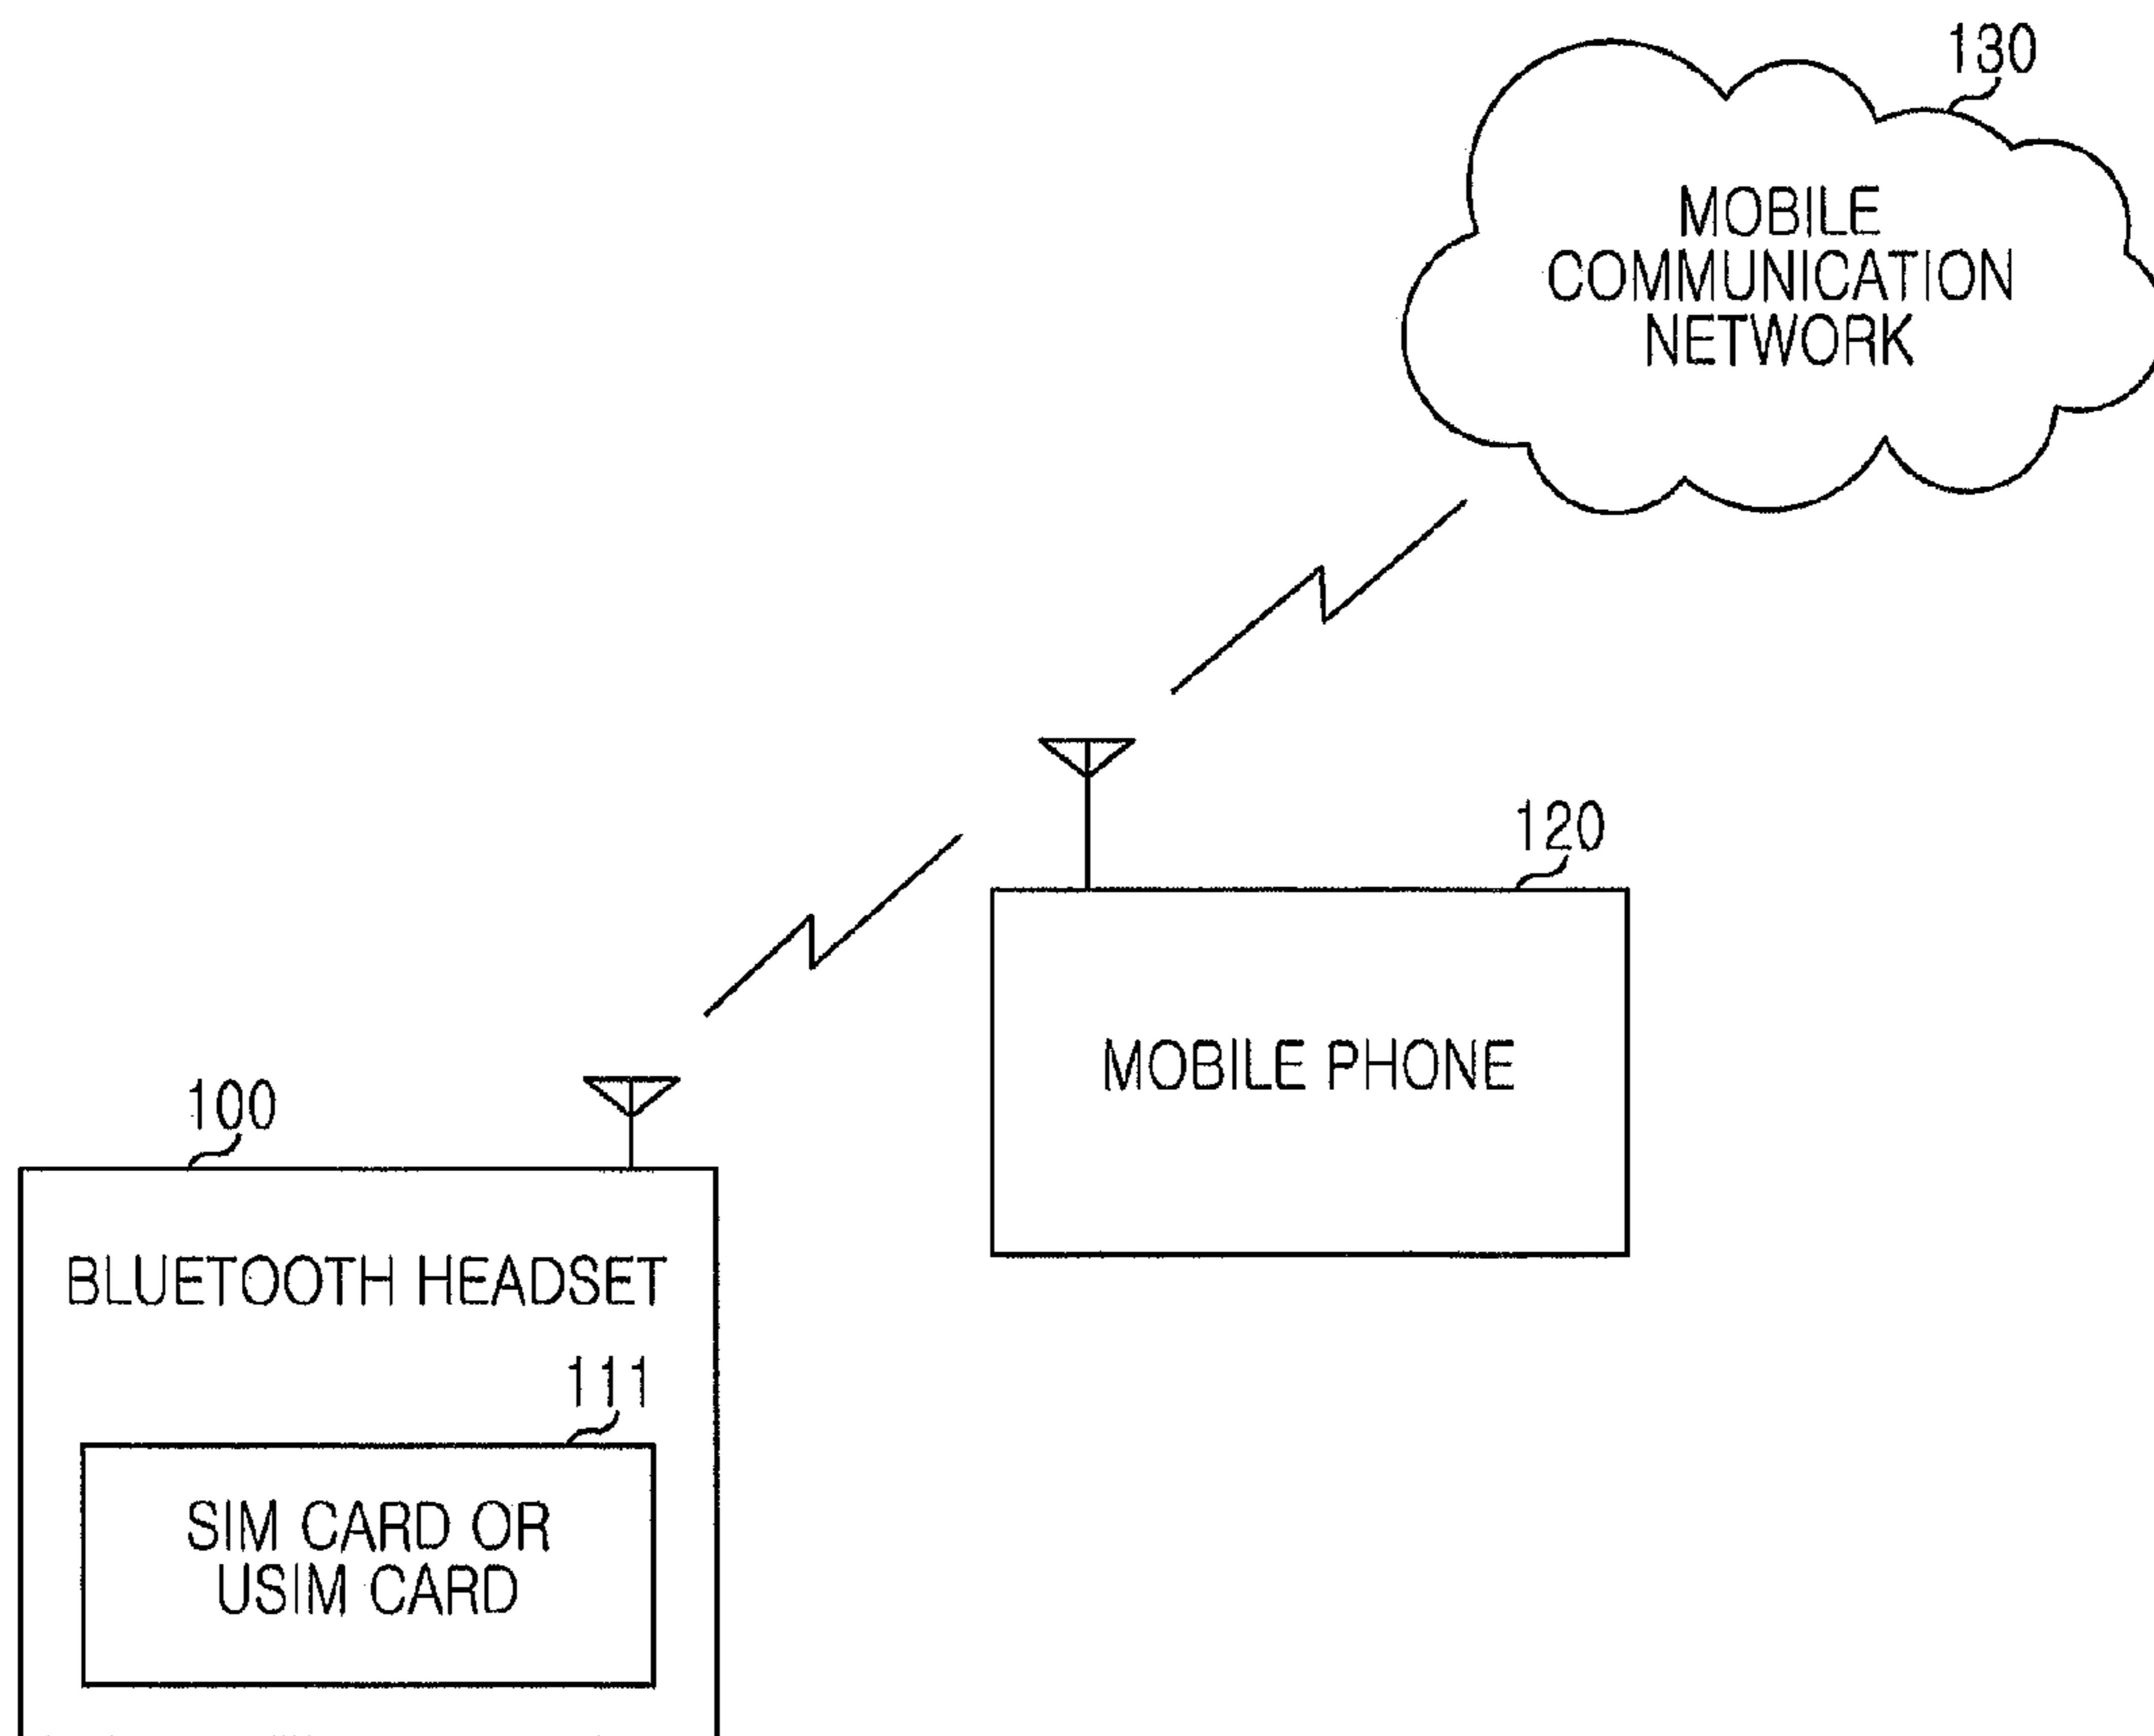 130
MOBILE
COMMUNICATION
NETWORK
120
MOBILE PHONE
100
BLUETOOTH HEADSET
111
SIM CARD OR
USIM CARD